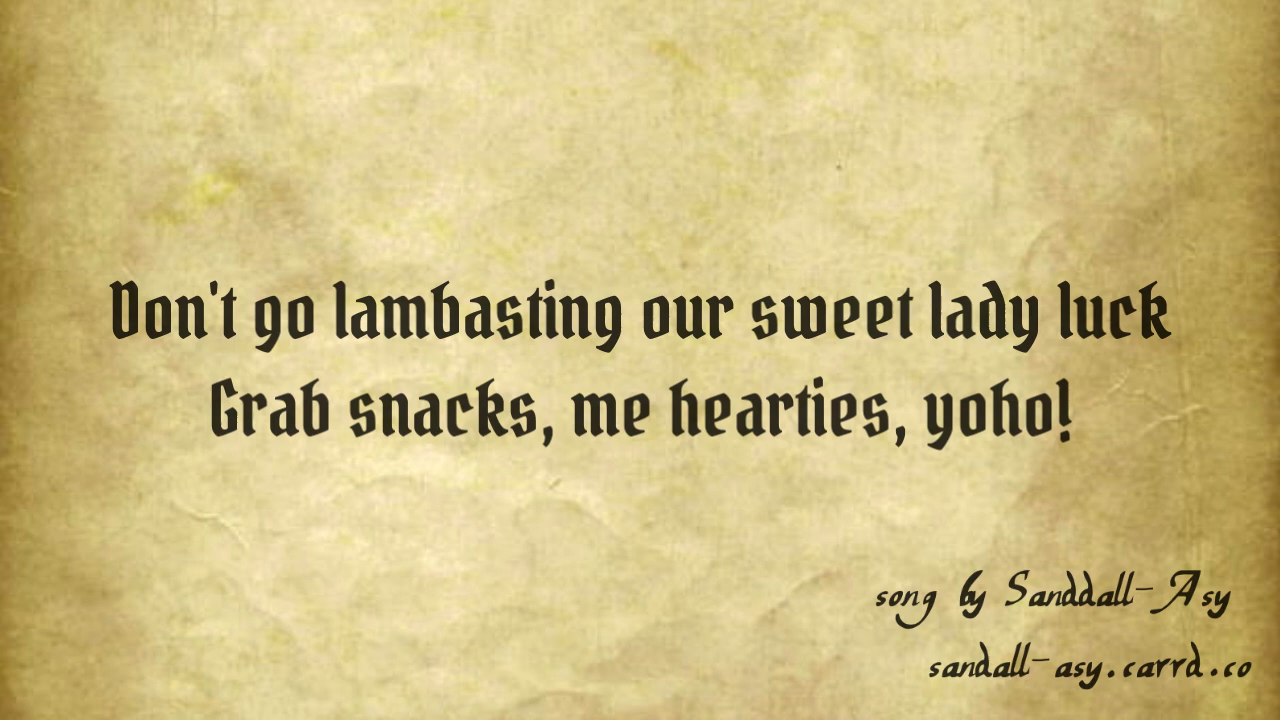 Don't go lambasting our sweet lady luck
Grab snacks, me hearties, yoho!
song by Sanddall-Asy
sandall-asy.carrd.co